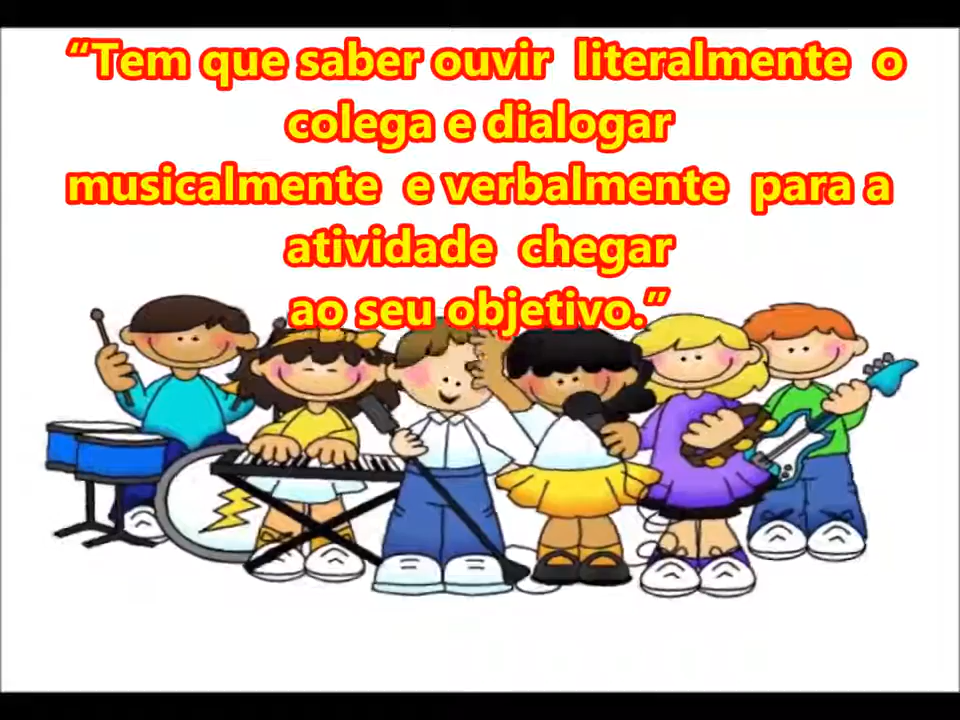 “Tem que saber ouvir literalmente o
colega e dialogar
musicalmente e verbalmente para a
atividade chegar
ao seu objetivo.”